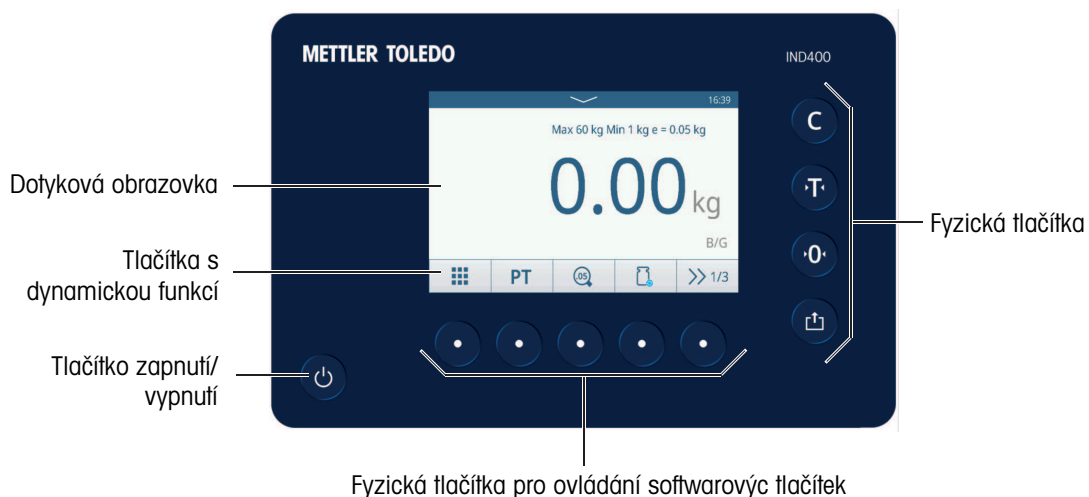 METTLER TOLEDO
IND400
16:39
Max 60 kg Min 1 kg e = 0.05 kg
0.00 kg
B/G
PT
.05
1/3
C
T
0
Dotyková obrazovka
Tlačítka s
dynamickou funkcí
Tlačítko zapnutí/
vypnutí
Fyzická tlačítka
Fyzická tlačítka pro ovládání softwarovýc tlačítek